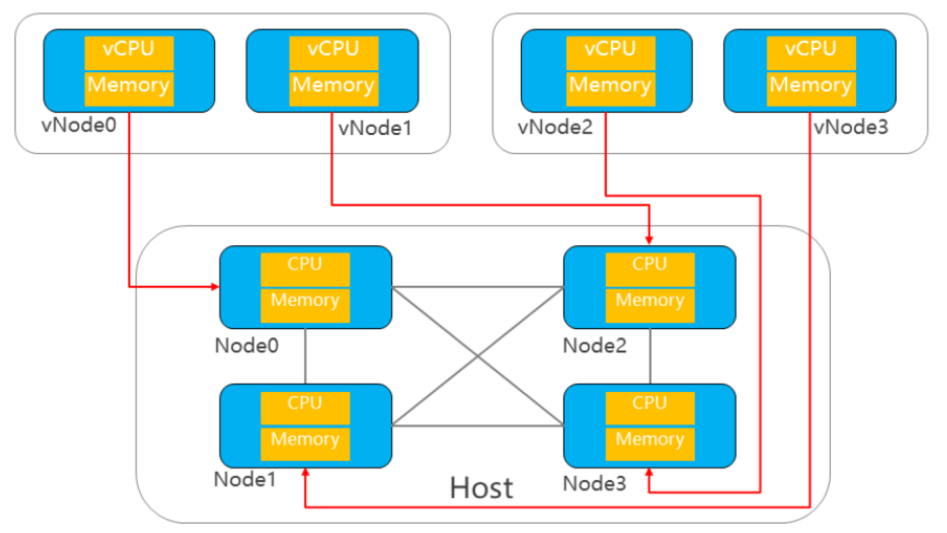 vCPU
Memory
vNode0
vCPU
Memory
vNode1
vCPU
Memory
vNode2
vCPU
Memory
vNode3
CPU
Memory
Node0
CPU
Memory
Node2
CPU
Memory
Node1
CPU
Memory
Node3
Host